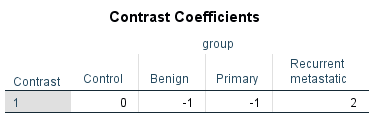 Contrast Coefficients
group
Contrast Control Benign Primary Recurrent metastatic
1 0 -1 -1 2